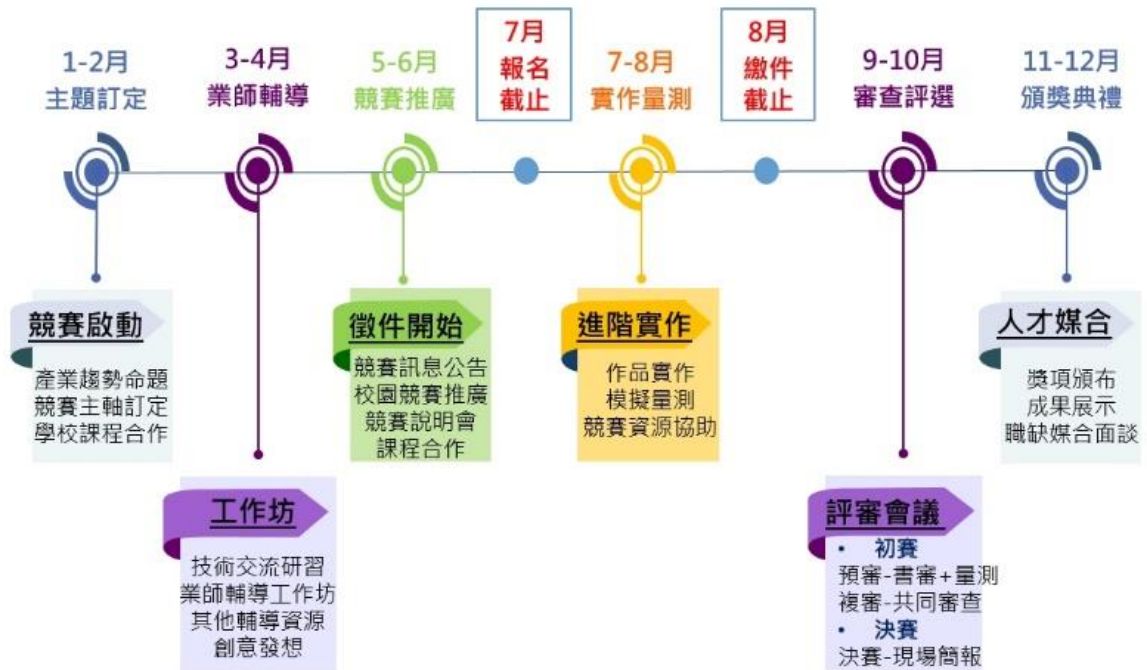 1-2月
主題訂定
3-4月
業師輔導
5-6月
競賽推廣
7月
報名
截止
7-8月
實作量測
8月
繳件
截止
9-10月
審查評選
11-12月
頒獎典禮
競賽啟動
產業趨勢命題
競賽主軸訂定
學校課程合作
工作坊
技術交流研習
業師輔導工作坊
其他輔導資源
創意發想
徵件開始
競賽訊息公告
校園競賽推廣
競賽說明會
課程合作
進階實作
作品實作
模擬量測
競賽資源協助
評審會議
• 初賽
預審-書審+量測
複審-共同審查
• 決賽
決賽-現場簡報
人才媒合
獎項頒布
成果展示
職缺媒合面談